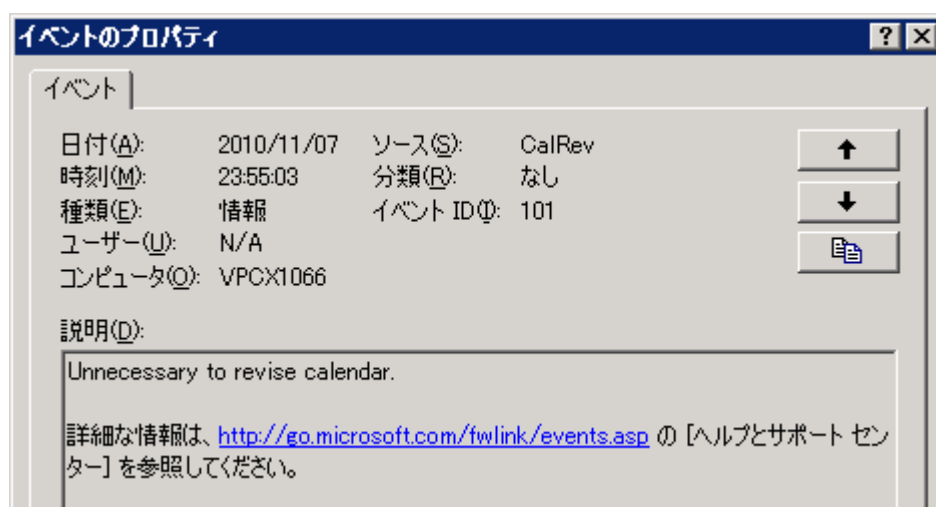 イベントのプロパティ
イベント
日付(A): 2010/11/07 ソース(S): CalRev
時刻(M): 23:55:03 分類(R): なし
種類(E): 情報 イベント ID(I): 101
ユーザー(U): N/A
コンピュータ(O): VPCX1066
説明(D):
Unnecessary to revise calendar.
詳細な情報は、http://go.microsoft.com/fwlink/events.asp の [ヘルプとサポート セン
ター] を参照してください。